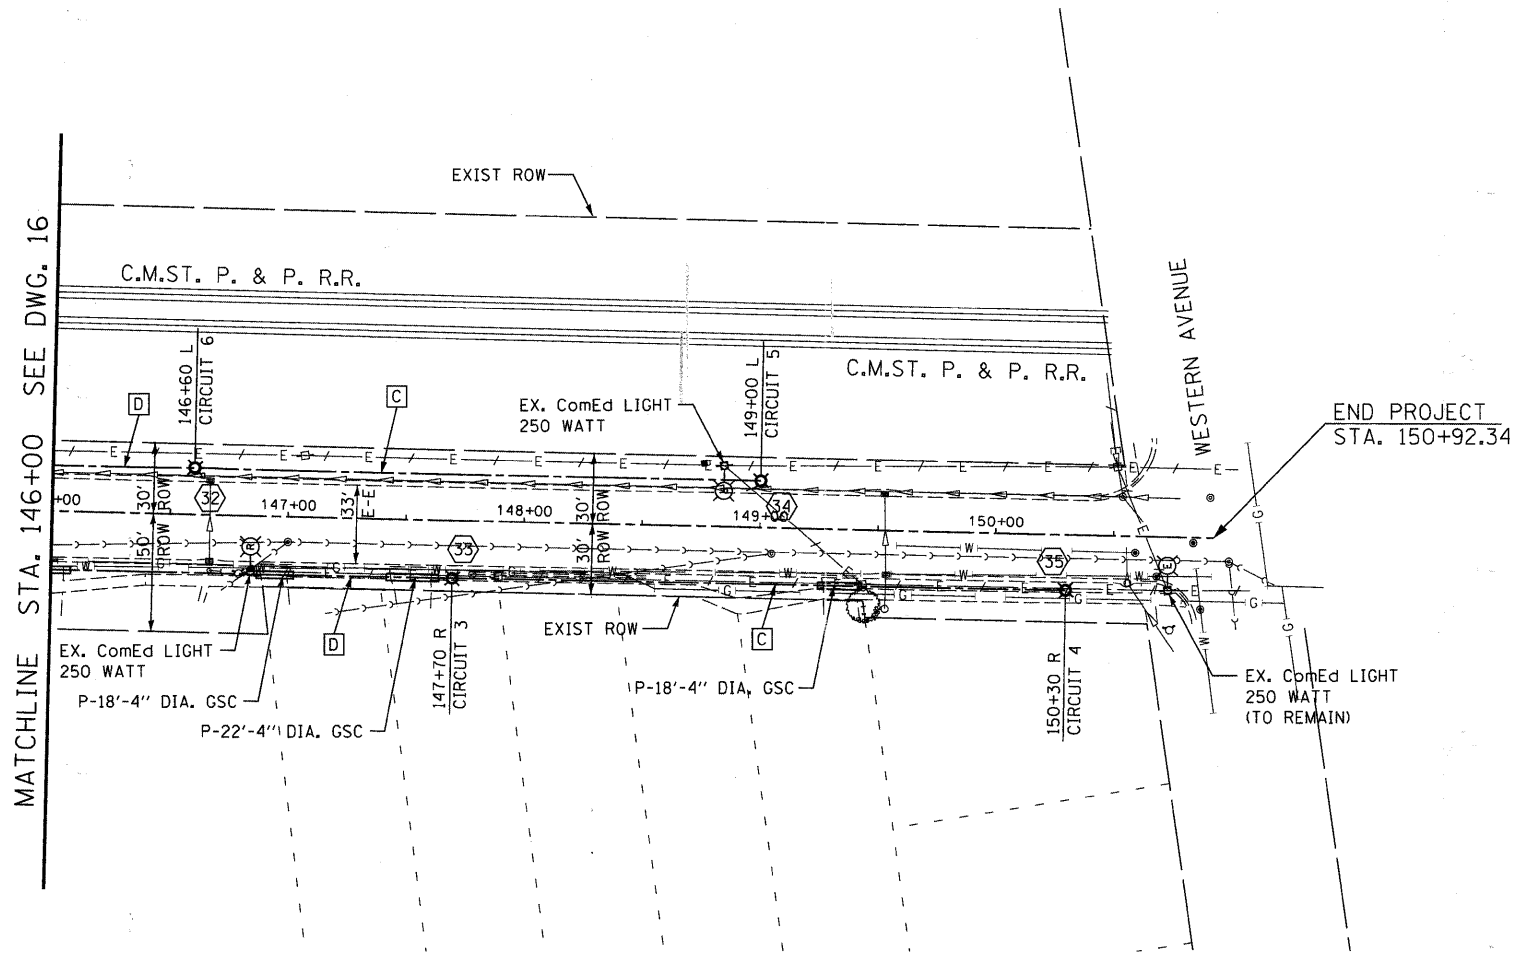 MATCHLINE STA. 146+00 SEE DWG. 16
EXIST ROW
C.M.ST. P. & P. R.R.
C.M.ST. P. & P. R.R.
WESTERN AVENUE
END PROJECT
STA. 150+92.34
D
146+60 L
CIRCUIT 6
C
EX. ComEd LIGHT
250 WATT
149+00 L
CIRCUIT 5
30'
ROW
50'
ROW
33'
E-E
30'
ROW
30'
ROW
+00
147+00
148+00
149+00
150+00
32
33
34
35
EX. ComEd LIGHT
250 WATT
P-18'-4'' DIA. GSC
P-22'-4'' DIA. GSC
D
147+70 R
CIRCUIT 3
EXIST ROW
C
P-18'-4'' DIA. GSC
150+30 R
CIRCUIT 4
EX. ComEd LIGHT
250 WATT
(TO REMAIN)